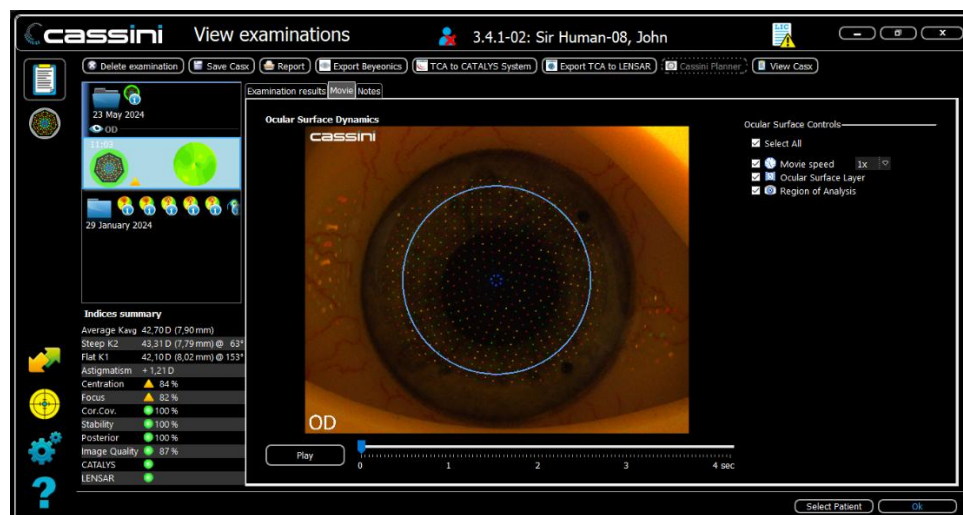 cassini View examinations 3.4.1-02: Sir Human-08, John LIC
Delete examination Save Casx Report Export Beyeonics TCA to CATALYS System Export TCA to LENSAR Cassini Planner View Casx
23 May 2024
OD
11:03
29 January 2024
Examination results Movie Notes
Ocular Surface Dynamics
cassini
OD
Play
0 1 2 3 4 sec
Ocular Surface Controls
Select All
Movie speed 1x
Ocular Surface Layer
Region of Analysis
Indices summary
Average Kavg 42,70 D (7,90 mm)
Steep K2 43,31 D (7,79 mm) @ 63°
Flat K1 42,10 D (8,02 mm) @ 153°
Astigmatism + 1,21 D
Centration 84 %
Focus 82 %
Cor.Cov. 100 %
Stability 100 %
Posterior 100 %
Image Quality 87 %
CATALYS
LENSAR
Select Patient Ok